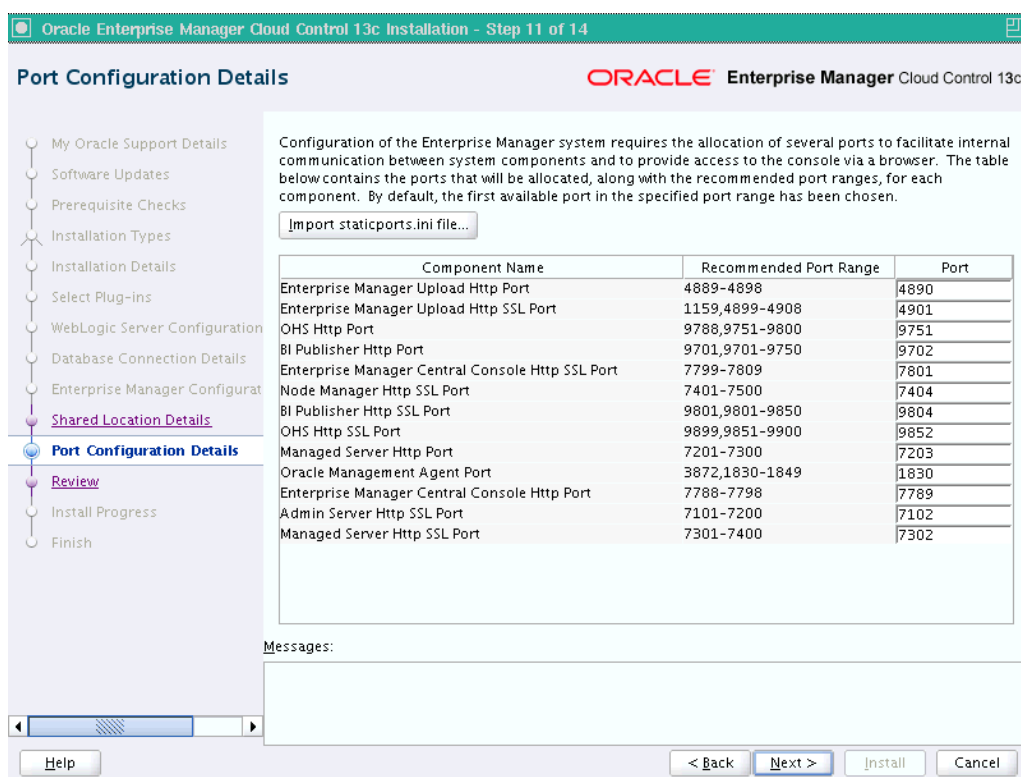 Oracle Enterprise Manager Cloud Control 13c Installation - Step 11 of 14
Port Configuration Details
ORACLE Enterprise Manager Cloud Control 13c
My Oracle Support Details
Software Updates
Prerequisite Checks
Installation Types
Installation Details
Select Plug-ins
WebLogic Server Configuration
Database Connection Details
Enterprise Manager Configurat
Shared Location Details
Port Configuration Details
Review
Install Progress
Finish
Configuration of the Enterprise Manager system requires the allocation of several ports to facilitate internal
communication between system components and to provide access to the console via a browser. The table
below contains the ports that will be allocated, along with the recommended port ranges, for each
component. By default, the first available port in the specified port range has been chosen.
Import staticports.ini file...
Component Name Recommended Port Range Port
Enterprise Manager Upload Http Port 4889-4898 4890
Enterprise Manager Upload Http SSL Port 1159,4899-4908 4901
OHS Http Port 9788,9751-9800 9751
BI Publisher Http Port 9701,9701-9750 9702
Enterprise Manager Central Console Http SSL Port 7799-7809 7801
Node Manager Http SSL Port 7401-7500 7404
BI Publisher Http SSL Port 9801,9801-9850 9804
OHS Http SSL Port 9899,9851-9900 9852
Managed Server Http Port 7201-7300 7203
Oracle Management Agent Port 3872,1830-1849 1830
Enterprise Manager Central Console Http Port 7788-7798 7789
Admin Server Http SSL Port 7101-7200 7102
Managed Server Http SSL Port 7301-7400 7302
Messages:
Help
< Back
Next >
Install
Cancel